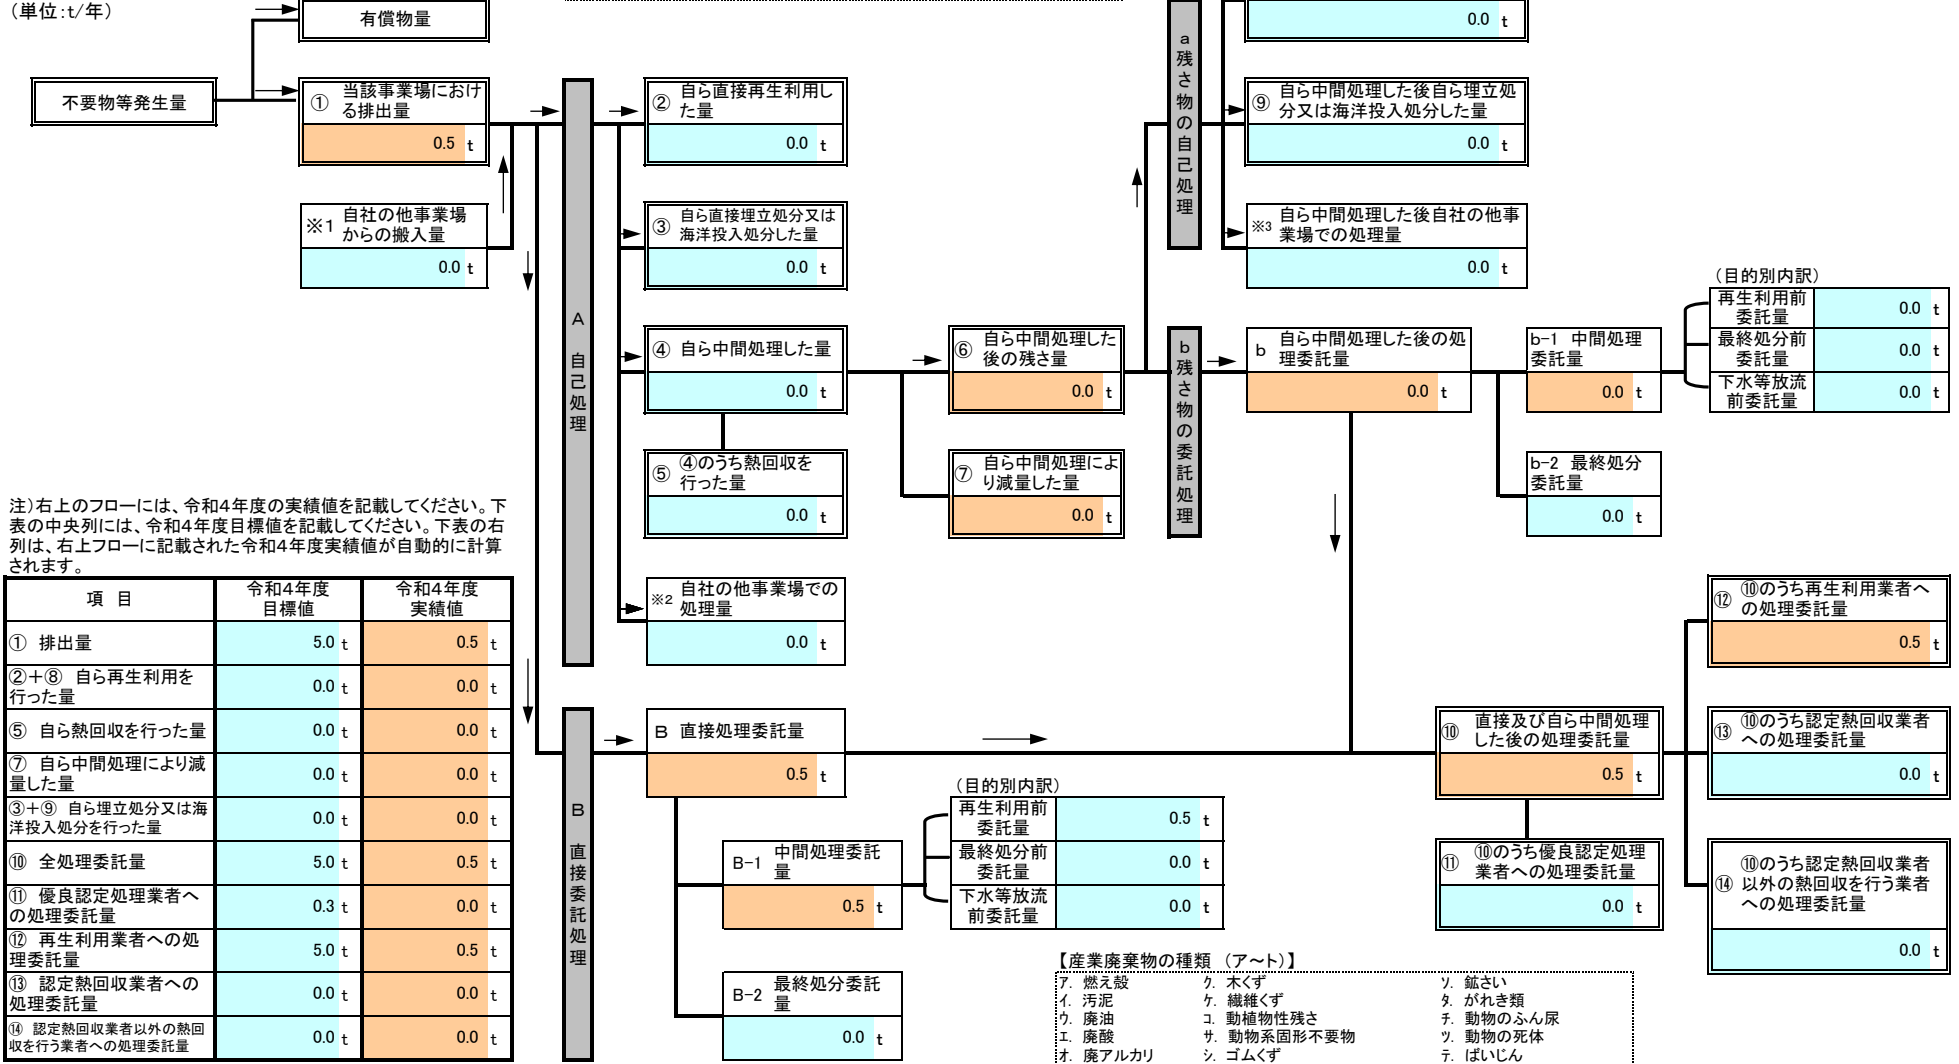 (単位:t/年)
有償物量
不要物等発生量
① 当該事業場におけ
る排出量
0.5 t
※1 自社の他事業場
からの搬入量
0.0 t
A 自己処理
② 自ら直接再生利用し
た量
0.0 t
③ 自ら直接埋立処分又は
海洋投入処分した量
0.0 t
④ 自ら中間処理した量
0.0 t
⑤ ④のうち熱回収を
行った量
0.0 t
※2 自社の他事業場での
処理量
0.0 t
⑥ 自ら中間処理した
後の残さ量
0.0 t
⑦ 自ら中間処理によ
り減量した量
0.0 t
a 残さ物の自己処理
0.0 t
⑨ 自ら中間処理した後自ら埋立処
分又は海洋投入処分した量
0.0 t
※3 自ら中間処理した後自社の他事
業場での処理量
0.0 t
b 残さ物の委託処理
b 自ら中間処理した後の処
理委託量
0.0 t
b-1 中間処理
委託量
0.0 t
b-2 最終処分
委託量
0.0 t
(目的別内訳)
再生利用前
委託量 0.0 t
最終処分前
委託量 0.0 t
下水等放流
前委託量 0.0 t
注)右上のフローには、令和4年度の実績値を記載してください。下
表の中央列には、令和4年度目標値を記載してください。下表の右
列は、右上フローに記載された令和4年度実績値が自動的に計算
されます。
項 目 令和4年度 目標値 令和4年度 実績値
① 排出量 5.0 t 0.5 t
②+⑧ 自ら再生利用を
行った量 0.0 t 0.0 t
⑤ 自ら熱回収を行った量 0.0 t 0.0 t
⑦ 自ら中間処理により減
量した量 0.0 t 0.0 t
③+⑨ 自ら埋立処分又は海
洋投入処分を行った量 0.0 t 0.0 t
⑩ 全処理委託量 5.0 t 0.5 t
⑪ 優良認定処理業者へ
の処理委託量 0.3 t 0.0 t
⑫ 再生利用業者への処
理委託量 5.0 t 0.5 t
⑬ 認定熱回収業者への
処理委託量 0.0 t 0.0 t
⑭ 認定熱回収業者以外の熱回
収を行う業者への処理委託量 0.0 t 0.0 t
B 直接委託処理
B 直接処理委託量
0.5 t
B-1 中間処理委託
量
0.5 t
B-2 最終処分委託
量
0.0 t
(目的別内訳)
再生利用前
委託量 0.5 t
最終処分前
委託量 0.0 t
下水等放流
前委託量 0.0 t
⑩ 直接及び自ら中間処理
した後の処理委託量
0.5 t
⑪ ⑩のうち優良認定処理
業者への処理委託量
0.0 t
⑫ ⑩のうち再生利用業者へ
の処理委託量
0.5 t
⑬ ⑩のうち認定熱回収業者
への処理委託量
0.0 t
⑭ ⑩のうち認定熱回収業者
以外の熱回収を行う業者
への処理委託量
0.0 t
【産業廃棄物の種類 (ア~ト)】
ア. 燃え殻 ク. 木くず ソ. 鉱さい
イ. 汚泥 ケ. 繊維くず タ. がれき類
ウ. 廃油 コ. 動植物性残さ チ. 動物のふん尿
エ. 廃酸 サ. 動物系固形不要物 ツ. 動物の死体
オ. 廃アルカリ シ. ゴムくず テ. ばいじん